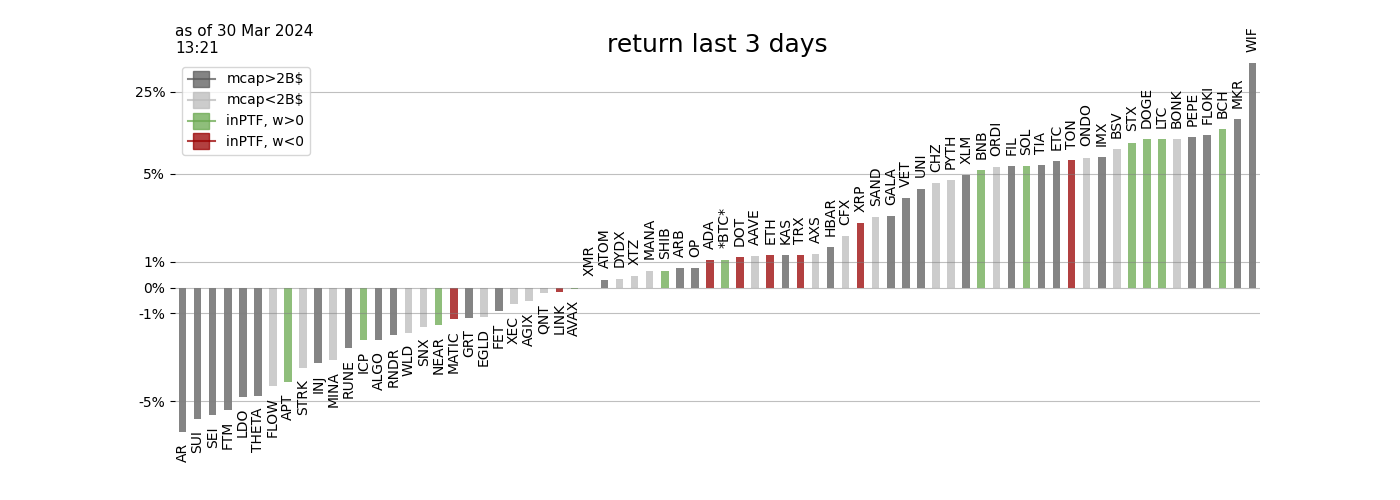 as of 30 Mar 2024
13:21
return last 3 days
mcap>2B$
mcap<2B$
inPTF, w>0
inPTF, w<0
25%
5%
1%
0%
-1%
-5%
AR
SUI
SEI
FTM
LDO
THETA
FLOW
APT
STRK
INJ
MINA
RUNE
ICP
ALGO
RNDR
WLD
SNX
NEAR
MATIC
GRT
EGLD
FET
XEC
AGIX
QNT
LINK
AVAX
XMR
ATOM
DYDX
XTZ
MANA
SHIB
ARB
OP
ADA
*BTC*
DOT
AAVE
ETH
KAS
TRX
AXS
HBAR
CFX
XRP
SAND
GALA
VET
UNI
CHZ
PYTH
XLM
BNB
ORDI
FIL
SOL
TIA
ETC
TON
ONDO
IMX
BSV
STX
DOGE
LTC
BONK
PEPE
FLOKI
BCH
MKR
WIF